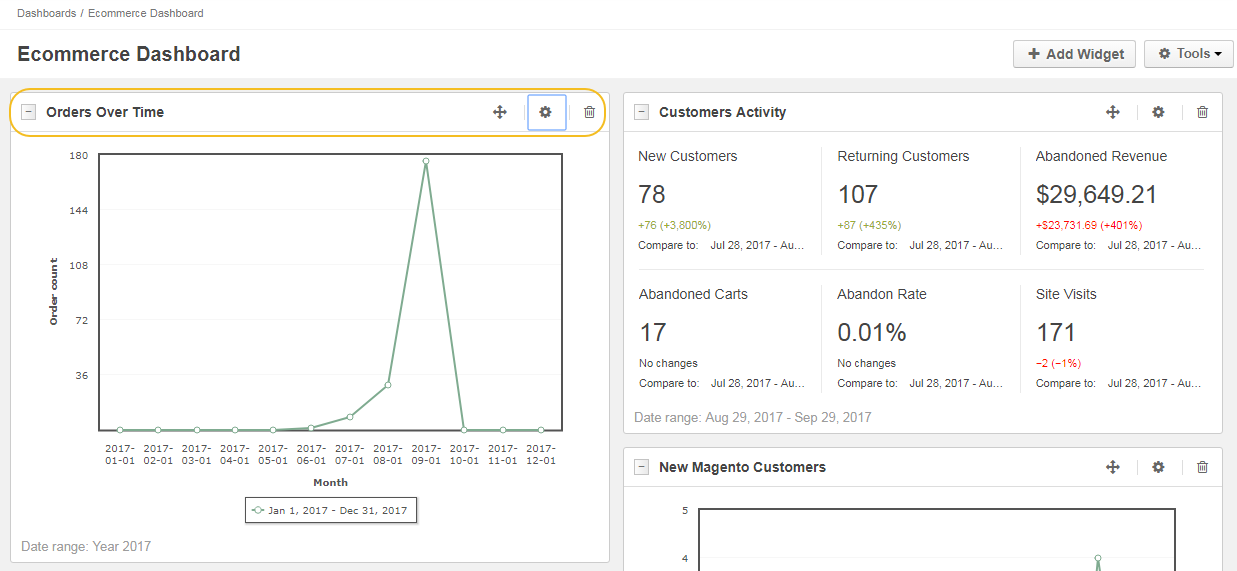 Dashboards / Ecommerce Dashboard
Ecommerce Dashboard
Add Widget
Tools
Orders Over Time
180
144
108
72
36
Order count
2017-01-01 2017-02-01 2017-03-01 2017-04-01 2017-05-01 2017-06-01 2017-07-01 2017-08-01 2017-09-01 2017-10-01 2017-11-01 2017-12-01
Month
Jan 1, 2017 - Dec 31, 2017
Date range: Year 2017
Customers Activity
New Customers
78
+76 (+3,800%)
Compare to: Jul 28, 2017 - Au...
Returning Customers
107
+87 (+435%)
Compare to: Jul 28, 2017 - Au...
Abandoned Revenue
$29,649.21
+$23,731.69 (+401%)
Compare to: Jul 28, 2017 - Au...
Abandoned Carts
17
No changes
Compare to: Jul 28, 2017 - Au...
Abandon Rate
0.01%
No changes
Compare to: Jul 28, 2017 - Au...
Site Visits
171
−2 (−1%)
Compare to: Jul 28, 2017 - Au...
Date range: Aug 29, 2017 - Sep 29, 2017
New Magento Customers
5
4